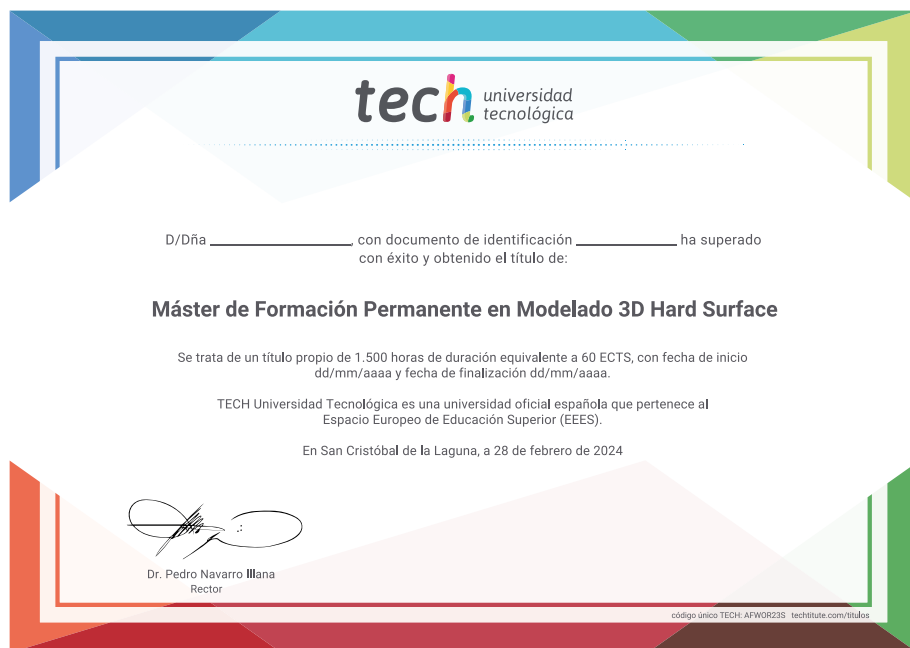 tech universidad
tecnológica
D/Dña ____________________, con documento de identificación ______________ ha superado
con éxito y obtenido el título de:
Máster de Formación Permanente en Modelado 3D Hard Surface
Se trata de un título propio de 1.500 horas de duración equivalente a 60 ECTS, con fecha de inicio
dd/mm/aaaa y fecha de finalización dd/mm/aaaa.
TECH Universidad Tecnológica es una universidad oficial española que pertenece al
Espacio Europeo de Educación Superior (EEES).
En San Cristóbal de la Laguna, a 28 de febrero de 2024
Dr. Pedro Navarro Illana
Rector
código único TECH: AFWOR23S techtitute.com/titulos